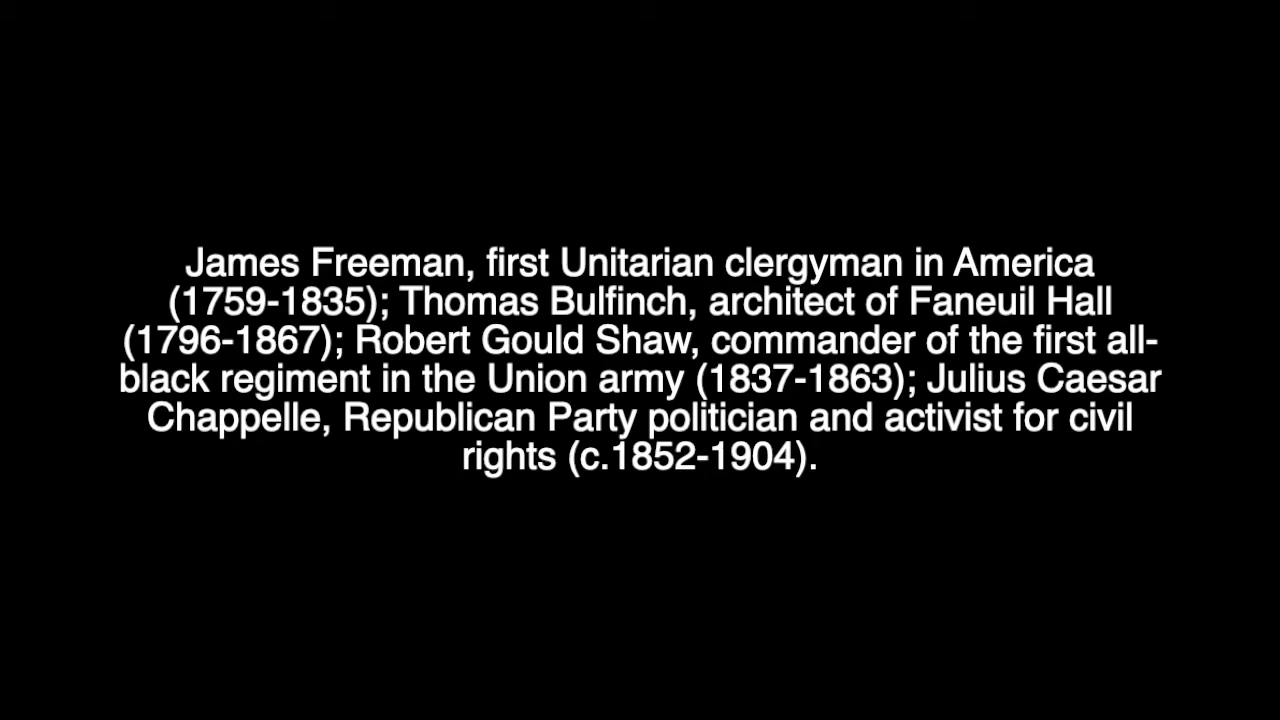 James Freeman, first Unitarian clergyman in America
(1759-1835); Thomas Bulfinch, architect of Faneuil Hall
(1796-1867); Robert Gould Shaw, commander of the first all-
black regiment in the Union army (1837-1863); Julius Caesar
Chappelle, Republican Party politician and activist for civil
rights (c.1852-1904).